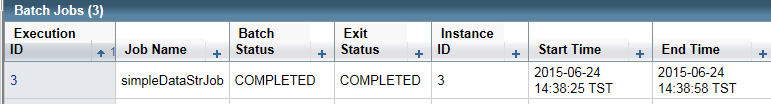 Batch Jobs (3)
Execution ID 1
Job Name
Batch Status
Exit Status
Instance ID
Start Time
End Time
3
simpleDataStrJob
COMPLETED
COMPLETED
3
2015-06-24
14:38:25 TST
2015-06-24
14:38:58 TST